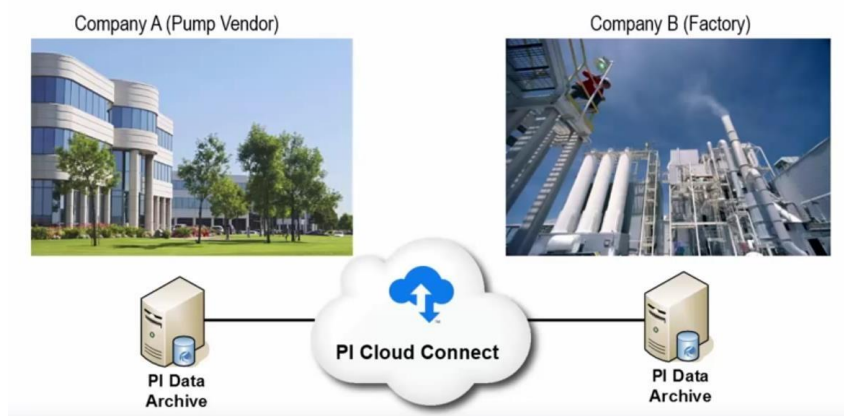 Company A (Pump Vendor)
Company B (Factory)
PI Cloud Connect
PI Data
Archive
PI Data
Archive